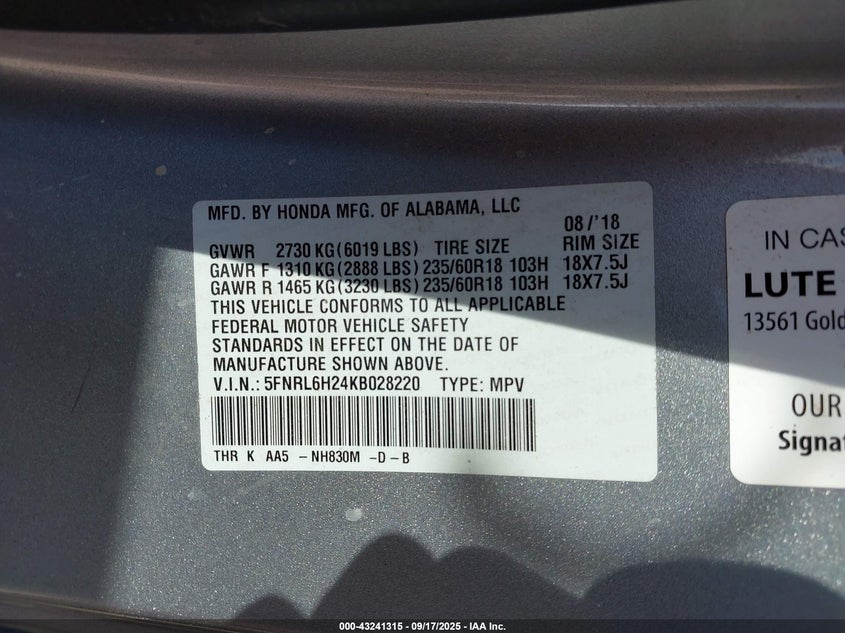 MFD. BY HONDA MFG. OF ALABAMA, LLC
08/'18
GVWR 2730 KG(6019 LBS) TIRE SIZE RIM SIZE
GAWR F 1310 KG(2888 LBS) 235/60R18 103H 18X7.5J
GAWR R 1465 KG(3230 LBS) 235/60R18 103H 18X7.5J
THIS VEHICLE CONFORMS TO ALL APPLICABLE
FEDERAL MOTOR VEHICLE SAFETY
STANDARDS IN EFFECT ON THE DATE OF
MANUFACTURE SHOWN ABOVE.
V.I.N.: 5FNRL6H24KB028220 TYPE: MPV
THR K AA5 -NH830M -D-B
IN CAS
LUTE
13561 Gold
OUR
Signat
000-43241315 - 09/17/2025 - IAA Inc.